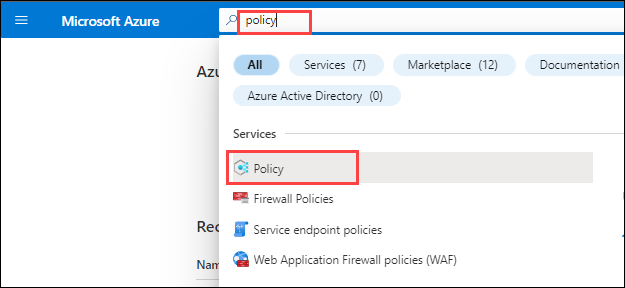 Microsoft Azure
policy
Azu
All
Services (7)
Marketplace (12)
Documentation
Azure Active Directory (0)
Services
Policy
Firewall Policies
Service endpoint policies
Rec
Web Application Firewall policies (WAF)
Nam